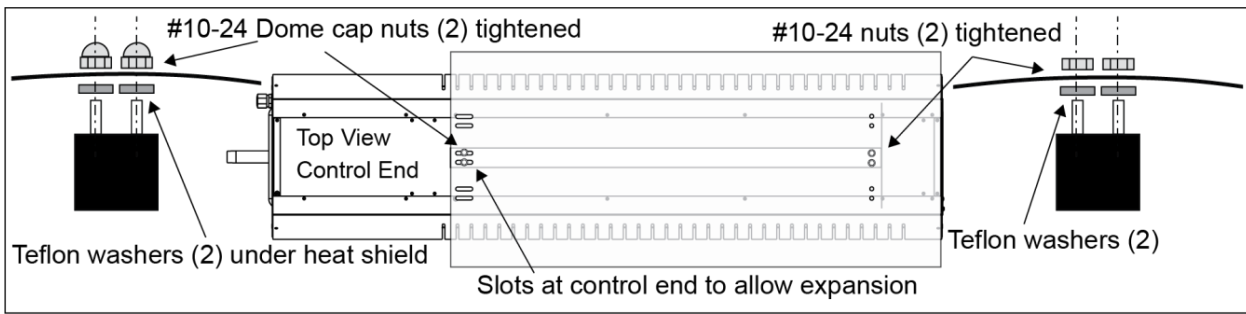 #10-24 Dome cap nuts (2) tightened
#10-24 nuts (2) tightened
Top View
Control End
Teflon washers (2) under heat shield
Teflon washers (2)
Slots at control end to allow expansion